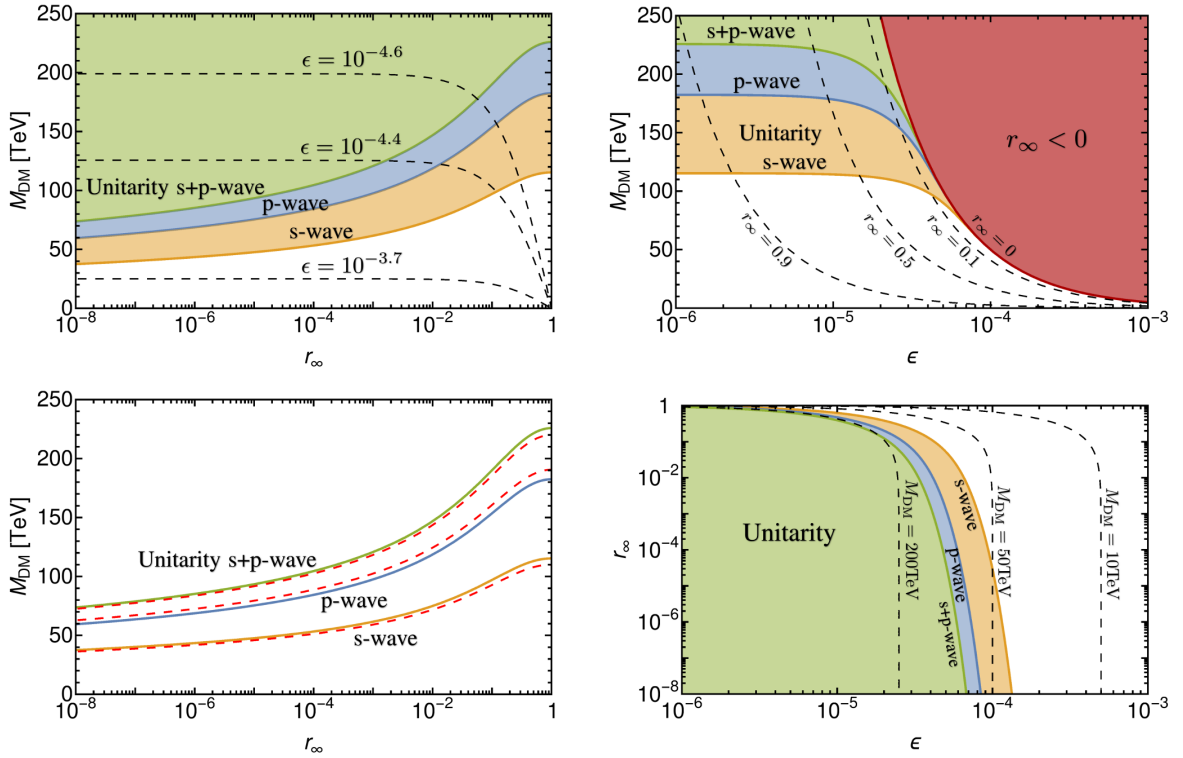 250
200
150
100
50
0
M_DM [TeV]
ϵ = 10^−4.6
ϵ = 10^−4.4
Unitarity s+p-wave
p-wave
s-wave
ϵ = 10^−3.7
10^−8
10^−6
10^−4
10^−2
1
r_∞
250
200
150
100
50
0
M_DM [TeV]
s+p-wave
p-wave
Unitarity
s-wave
r_∞ < 0
r_∞ = 0.9
r_∞ = 0.5
r_∞ = 0.1
r_∞ = 0
10^−6
10^−5
10^−4
10^−3
ϵ
250
200
150
100
50
0
M_DM [TeV]
Unitarity s+p-wave
p-wave
s-wave
10^−8
10^−6
10^−4
10^−2
1
r_∞
1
10^−2
10^−4
10^−6
10^−8
r_∞
Unitarity
s+p-wave
p-wave
s-wave
M_DM = 200TeV
M_DM = 50TeV
M_DM = 10TeV
10^−6
10^−5
10^−4
10^−3
ϵ